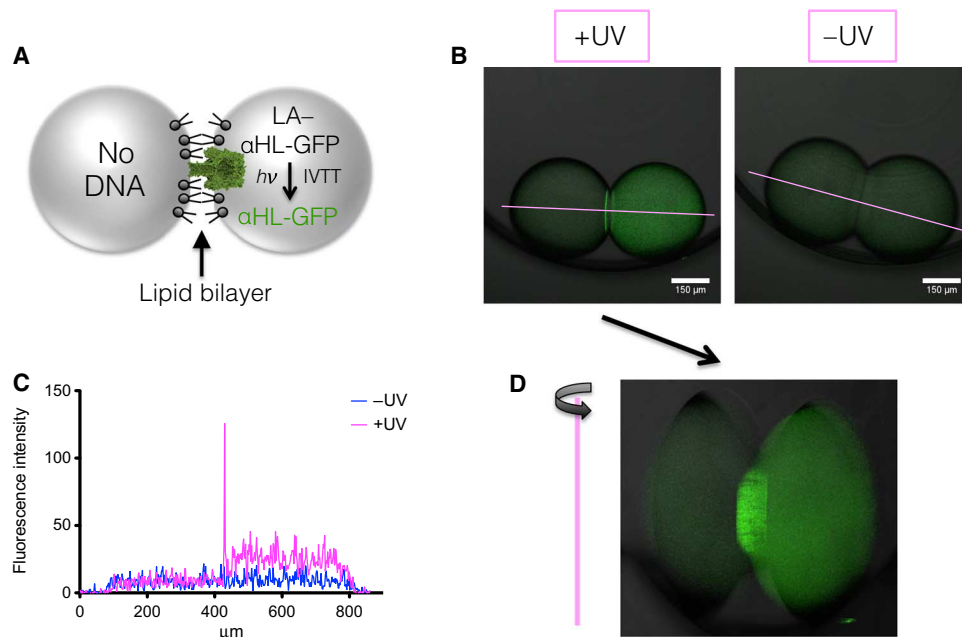 A
No
DNA
LA–
αHL-GFP
hν IVTT
αHL-GFP
Lipid bilayer
B
+UV
–UV
150 µm
150 µm
C
Fluorescence intensity
150
100
50
0
0 200 400 600 800
µm
–UV
+UV
D